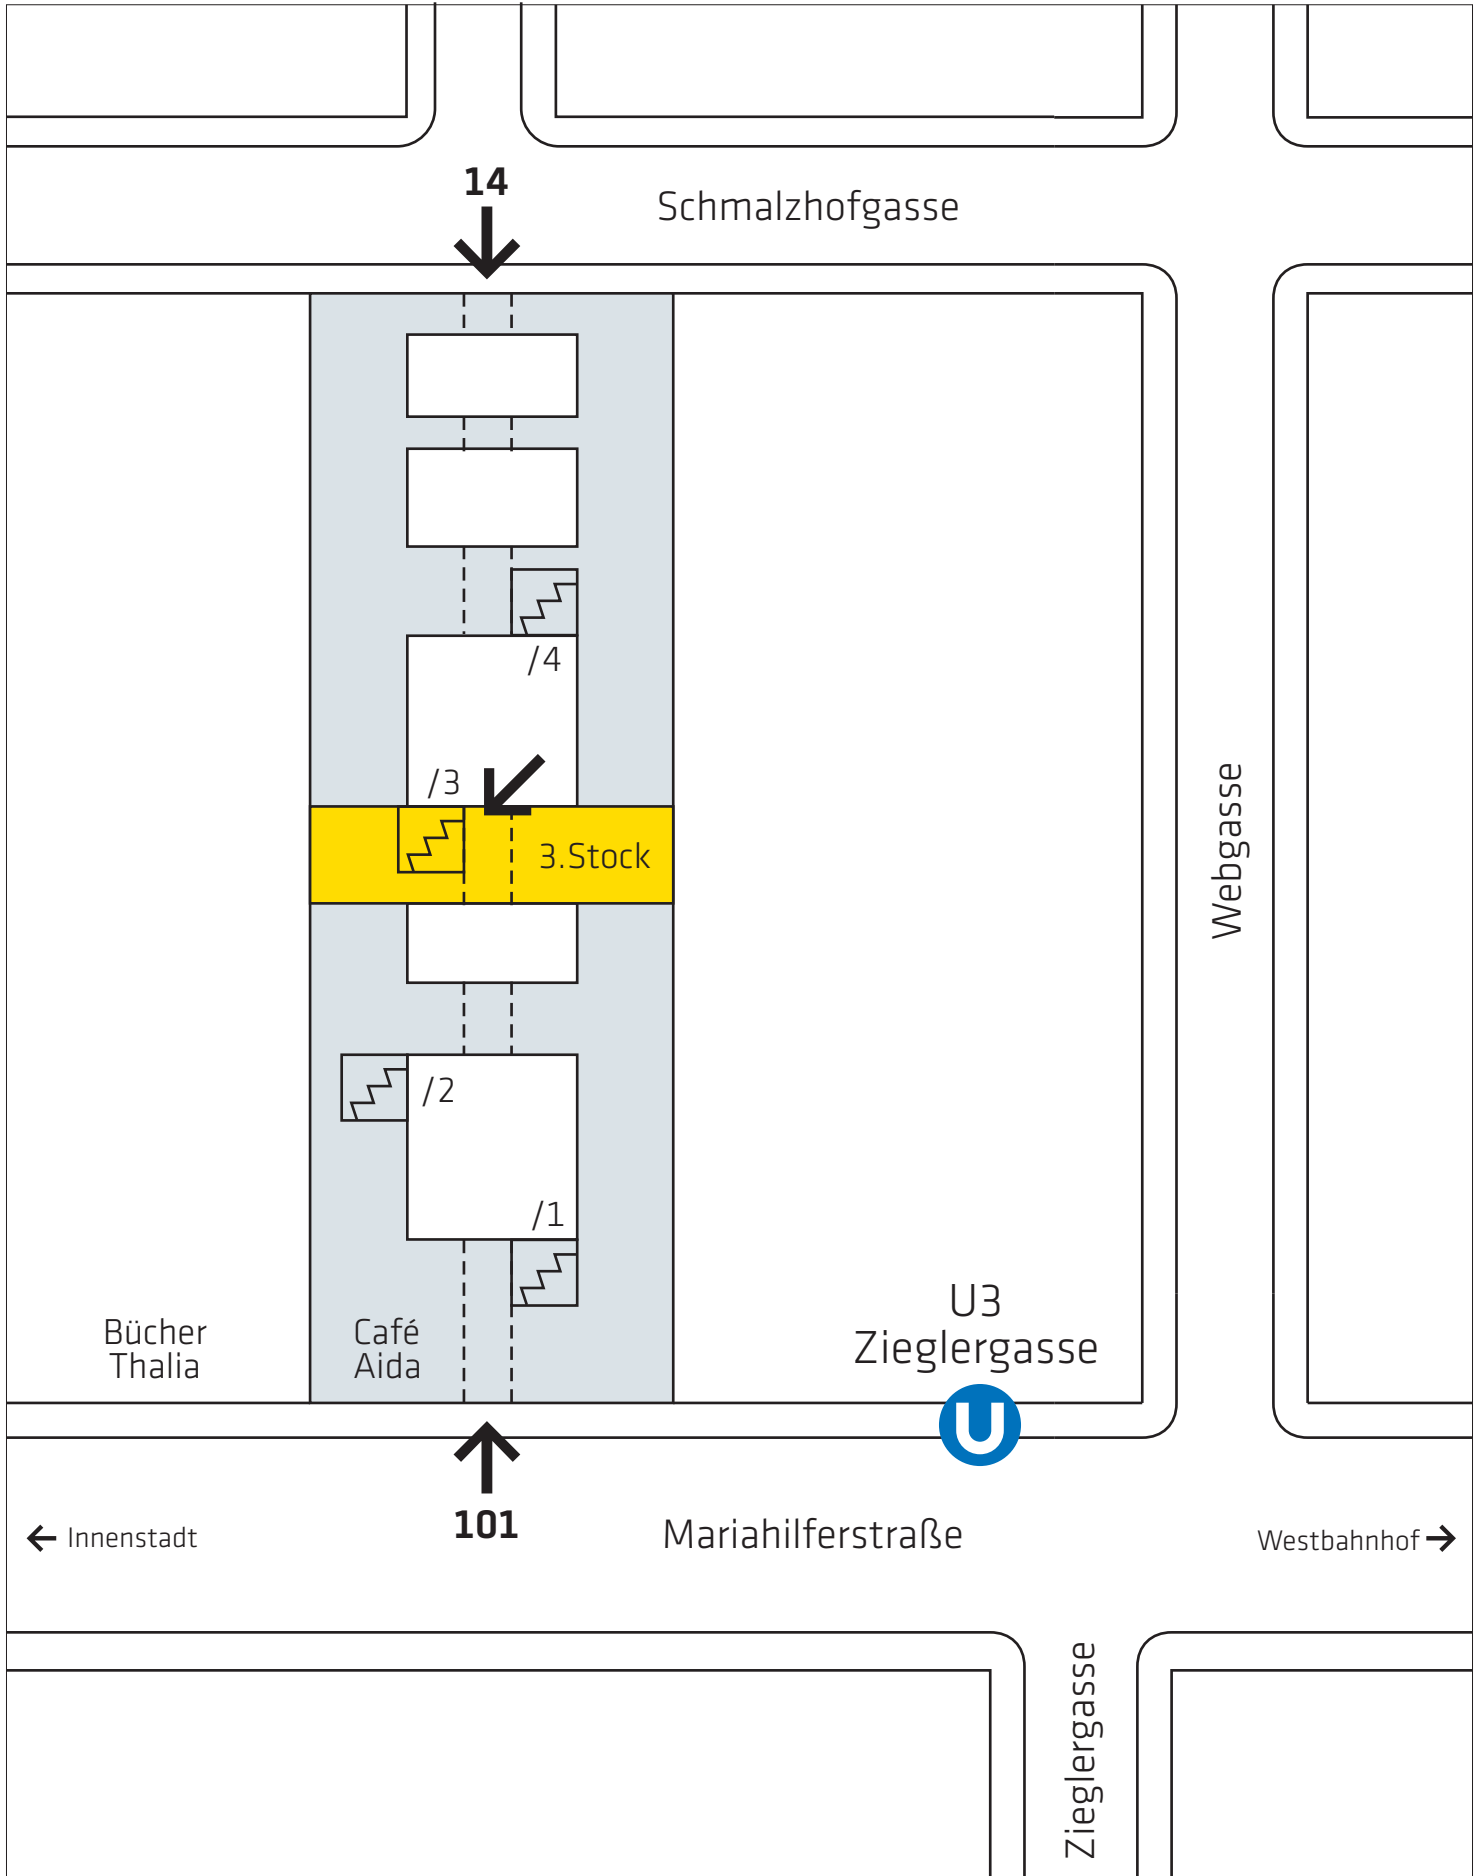 14
Schmalzhofgasse
/4
/3
3.Stock
Webgasse
/2
/1
Bücher
Thalia
Café
Aida
U3
Zieglergasse
U
101
Innenstadt
Mariahilferstraße
Westbahnhof
Zieglergasse